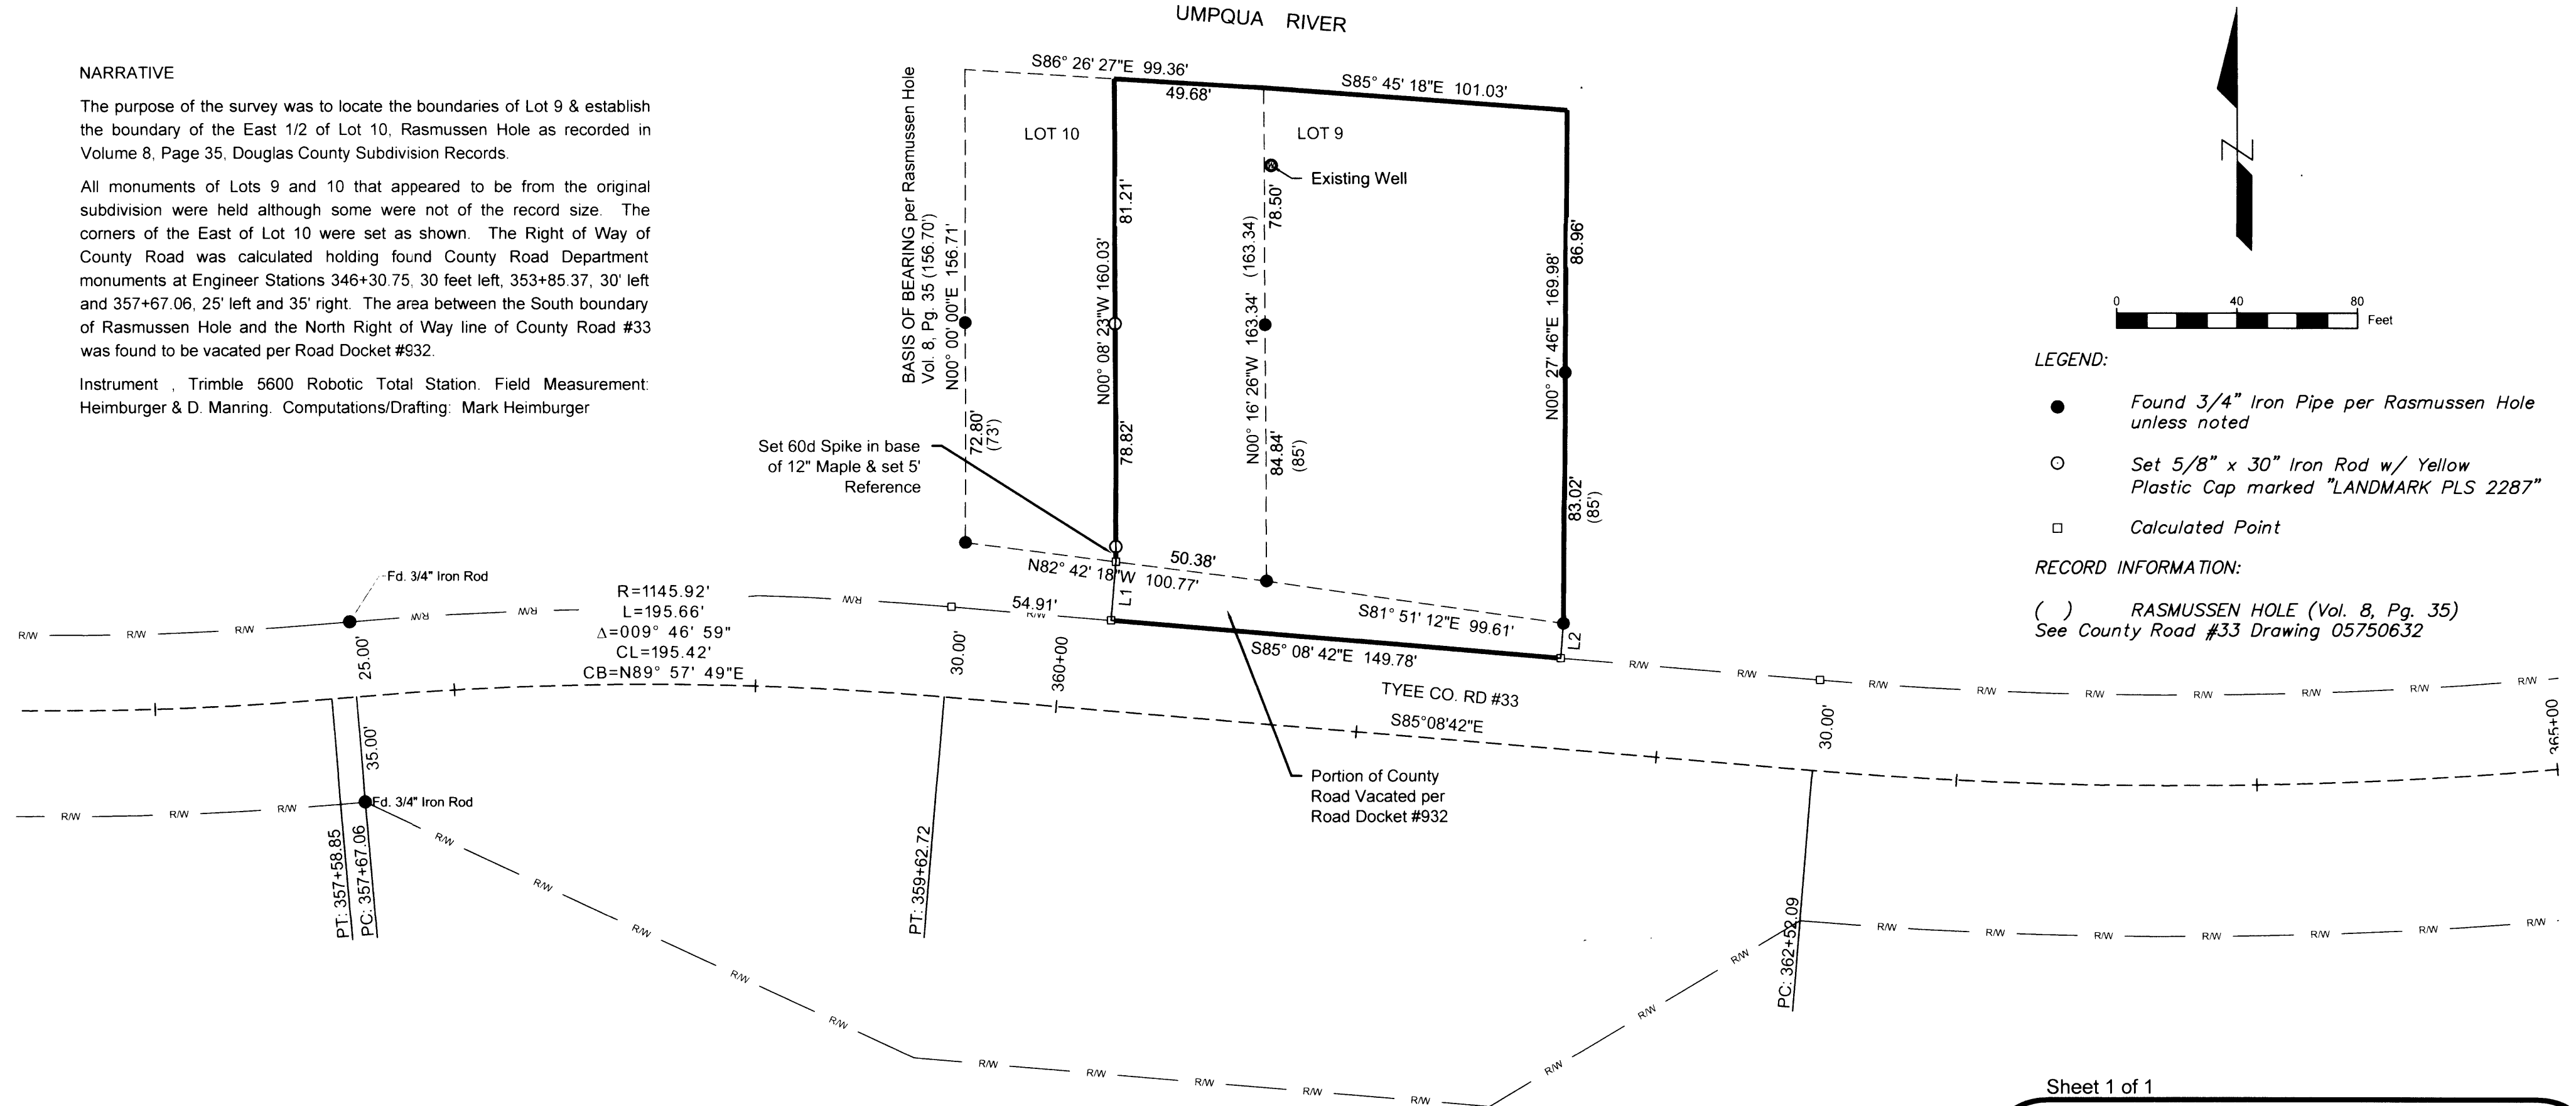 UMPQUA RIVER
NARRATIVE
The purpose of the survey was to locate the boundaries of Lot 9 & establish
the boundary of the East 1/2 of Lot 10, Rasmussen Hole as recorded in
Volume 8, Page 35, Douglas County Subdivision Records.
All monuments of Lots 9 and 10 that appeared to be from the original
subdivision were held although some were not of the record size. The
corners of the East of Lot 10 were set as shown. The Right of Way of
County Road was calculated holding found County Road Department
monuments at Engineer Stations 346+30.75, 30 feet left, 353+85.37, 30' left
and 357+67.06, 25' left and 35' right. The area between the South boundary
of Rasmussen Hole and the North Right of Way line of County Road #33
was found to be vacated per Road Docket #932.
Instrument , Trimble 5600 Robotic Total Station. Field Measurement:
Heimburger & D. Manring. Computations/Drafting: Mark Heimburger
S86° 26' 27"E 99.36'
49.68'
S85° 45' 18"E 101.03'
LOT 10
LOT 9
Existing Well
BASIS OF BEARING per Rasmussen Hole
Vol. 8, Pg. 35 (156.70')
N00° 00' 00"E 156.71'
72.80'
(73')
81.21'
N00° 08' 23"W 160.03'
78.82'
78.50'
N00° 16' 26"W 163.34' (163.34)
84.84'
(85')
86.96'
N00° 27' 46"E 169.98'
83.02'
(85')
Set 60d Spike in base
of 12" Maple & set 5'
Reference
N82° 42' 18"W 100.77'
50.38'
S81° 51' 12"E 99.61'
L1
L2
54.91'
S85° 08' 42"E 149.78'
TYEE CO. RD #33
S85°08'42"E
Portion of County
Road Vacated per
Road Docket #932
Fd. 3/4" Iron Rod
R=1145.92'
L=195.66'
Δ=009° 46' 59"
CL=195.42'
CB=N89° 57' 49"E
R/W R/W R/W R/W R/W R/W R/W
25.00'
35.00'
30.00'
360+00
30.00'
365+00
R/W R/W R/W R/W R/W R/W R/W R/W R/W
Fd. 3/4" Iron Rod
R/W R/W R/W
PT: 357+58.85
PC: 357+67.06
PT: 359+62.72
PC: 362+52.09
R/W R/W R/W R/W R/W
R/W R/W R/W R/W R/W
R/W R/W R/W
R/W R/W R/W R/W R/W R/W R/W
0 40 80
Feet
LEGEND:
Found 3/4" Iron Pipe per Rasmussen Hole
unless noted
Set 5/8" x 30" Iron Rod w/ Yellow
Plastic Cap marked "LANDMARK PLS 2287"
Calculated Point
RECORD INFORMATION:
( ) RASMUSSEN HOLE (Vol. 8, Pg. 35)
See County Road #33 Drawing 05750632
Sheet 1 of 1